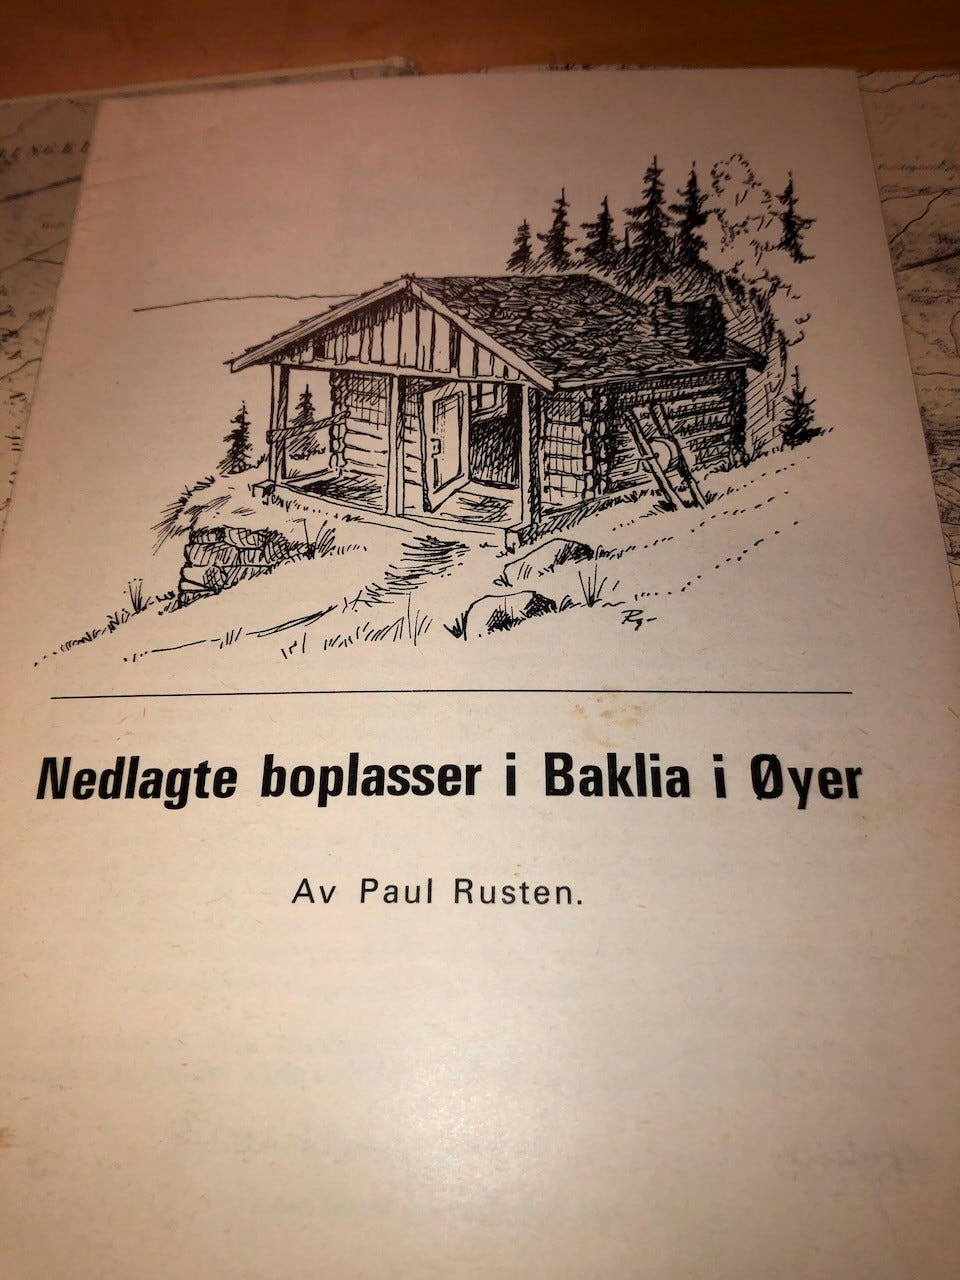 Nedlagte boplasser i Baklia i Øyer
Av Paul Rusten.